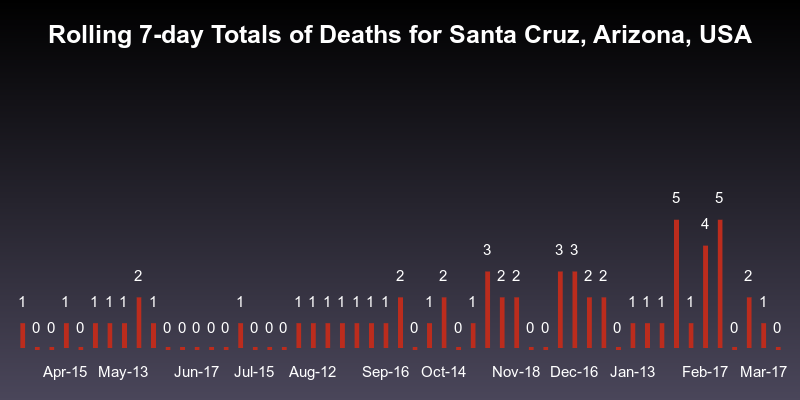 Rolling 7-day Totals of Deaths for Santa Cruz, Arizona, USA
5 5
4
3 3 3
2 2 2 2 2 2 2 2
1 1 1 1 1 1 1 1 1 1 1 1 1 1 1 1 1 1 1 1 1
0 0 0 0 0 0 0 0 0 0 0 0 0 0 0 0 0 0
Apr-15 May-13 Jun-17 Jul-15 Aug-12 Sep-16 Oct-14 Nov-18 Dec-16 Jan-13 Feb-17 Mar-17